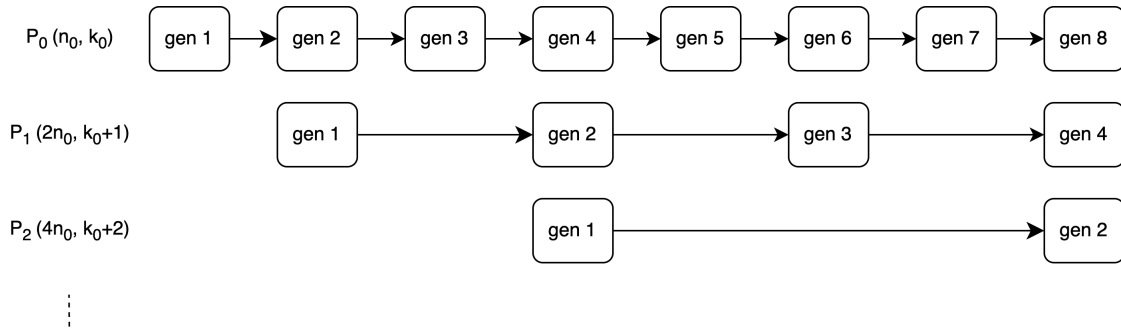 P₀ (n₀, k₀) gen 1 gen 2 gen 3 gen 4 gen 5 gen 6 gen 7 gen 8
P₁ (2n₀, k₀+1) gen 1 gen 2 gen 3 gen 4
P₂ (4n₀, k₀+2) gen 1 gen 2